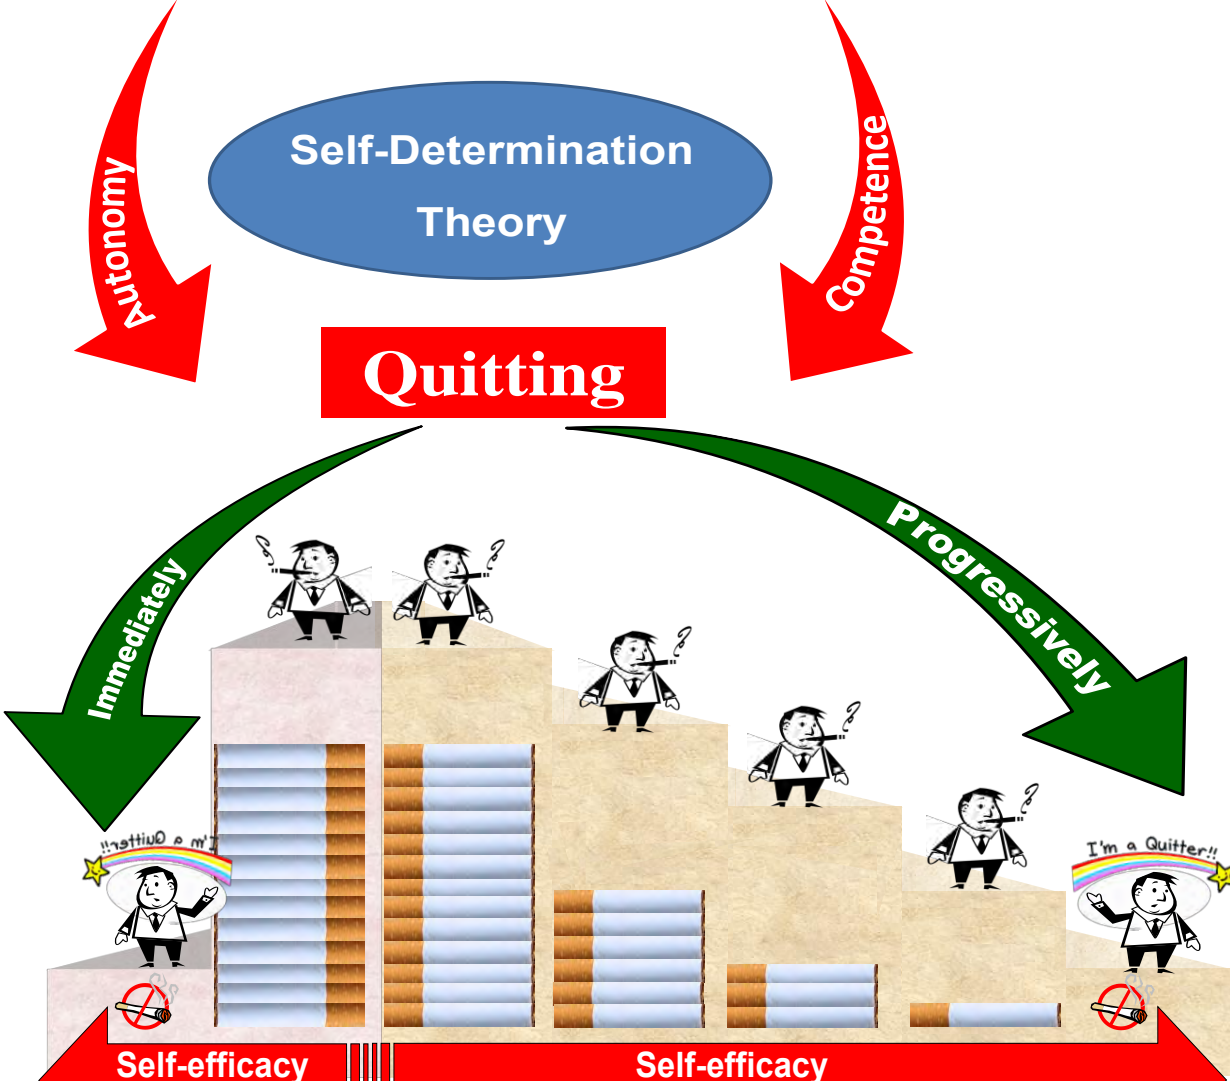 Autonomy
Self-Determination
Theory
Competence
Quitting
Immediately
Progressively
I'm a Quitter!!
I'm a Quitter!!
Self-efficacy
Self-efficacy